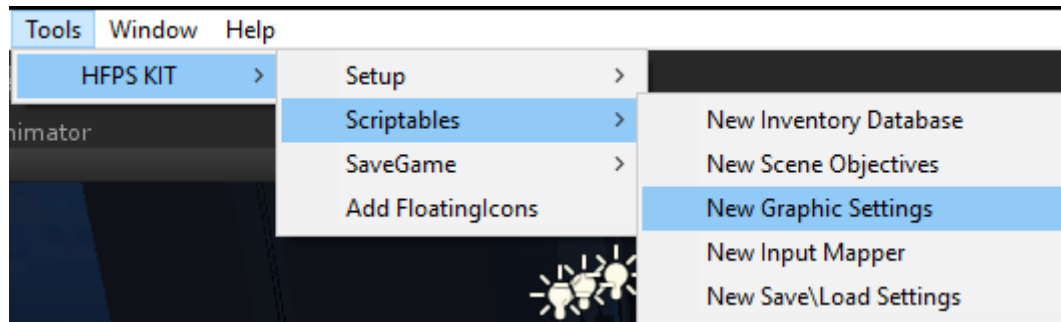 Tools Window Help
HFPS KIT >
nimator
Setup >
Scriptables >
SaveGame >
Add FloatingIcons
New Inventory Database
New Scene Objectives
New Graphic Settings
New Input Mapper
New Save\Load Settings